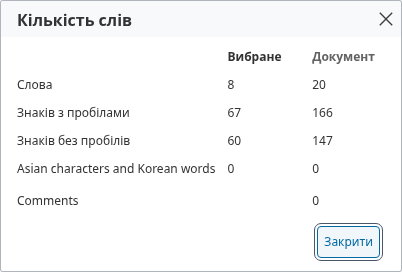 Кількість слів
Вибране Документ
Слова 8 20
Знаків з пробілами 67 166
Знаків без пробілів 60 147
Asian characters and Korean words 0 0
Comments 0
Закрити